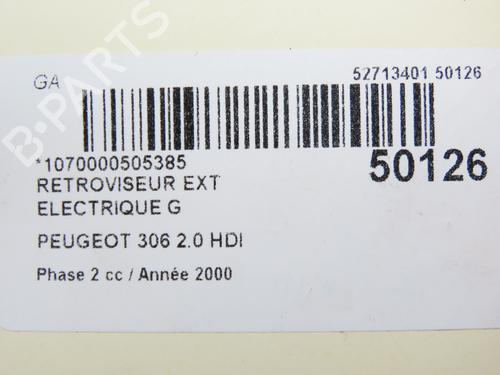 GA
52713401 50126
*1070000505385
50126
RETROVISEUR EXT
ELECTRIQUE G
PEUGEOT 306 2.0 HDI
Phase 2 cc / Année 2000
B-PARTS